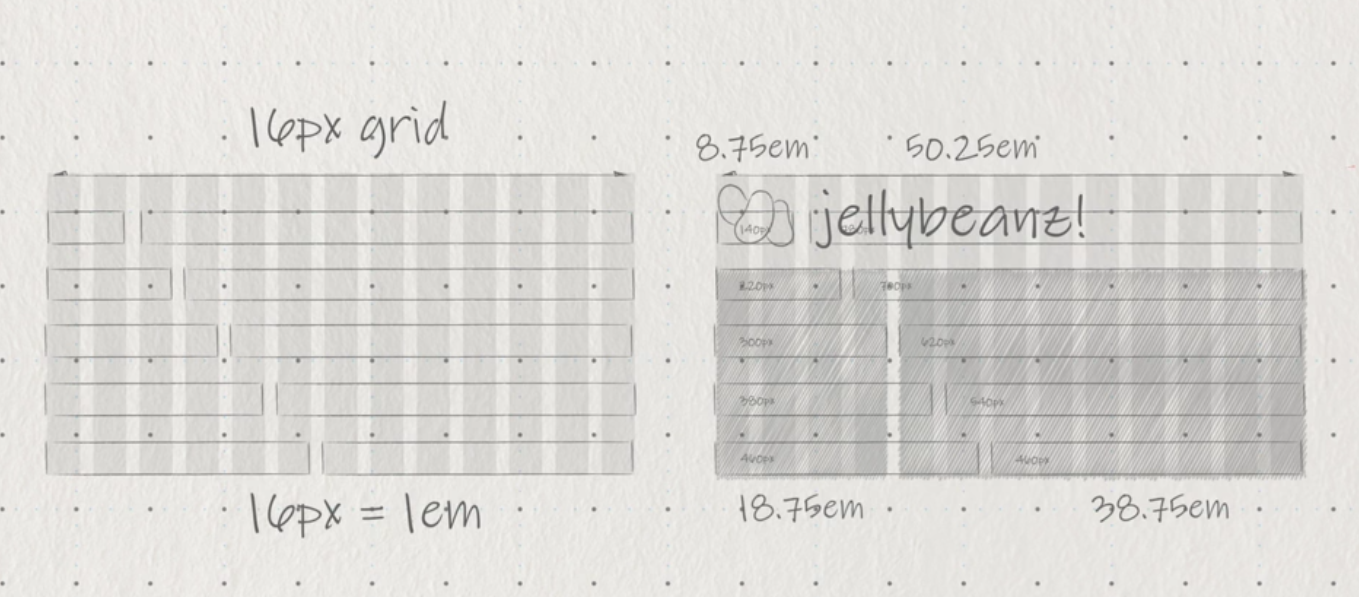 16px grid
16px = 1em
8.75em
50.25em
140px
jellybeanz!
220px
700px
300px
620px
380px
540px
460px
460px
18.75em
38.75em